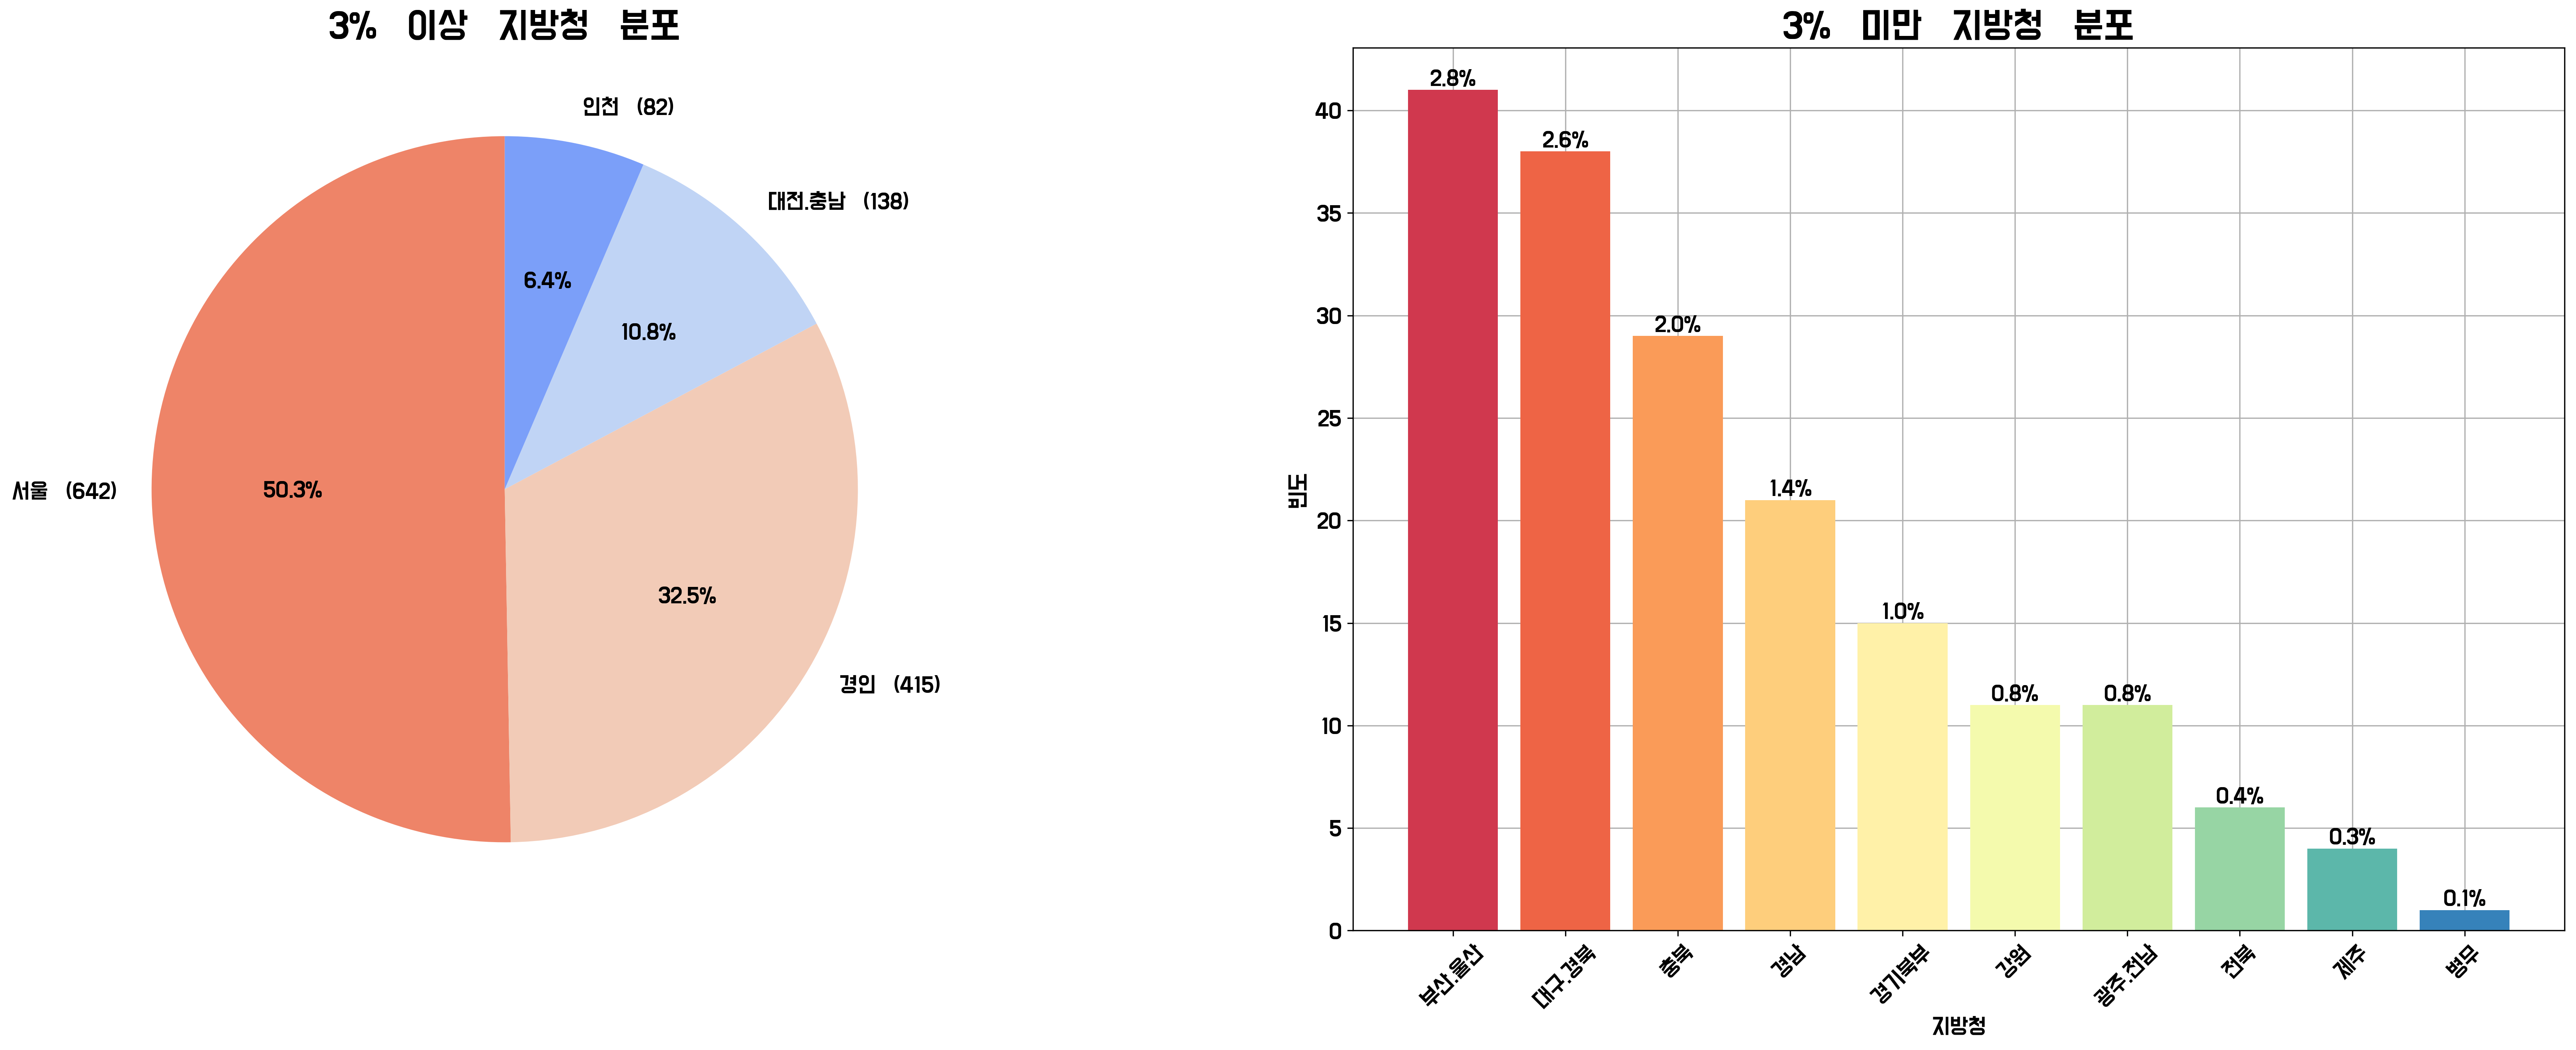 3% 이상 지방청 분포
인천 (82)
대전.충남 (138)
6.4%
10.8%
서울 (642)
50.3%
32.5%
경인 (415)
3% 미만 지방청 분포
빈도
40
35
30
25
20
15
10
5
0
2.8%
2.6%
2.0%
1.4%
1.0%
0.8%
0.8%
0.4%
0.3%
0.1%
부산.울산
대구.경북
충북
경남
경기북부
강원
광주.전남
전북
제주
병무
지방청